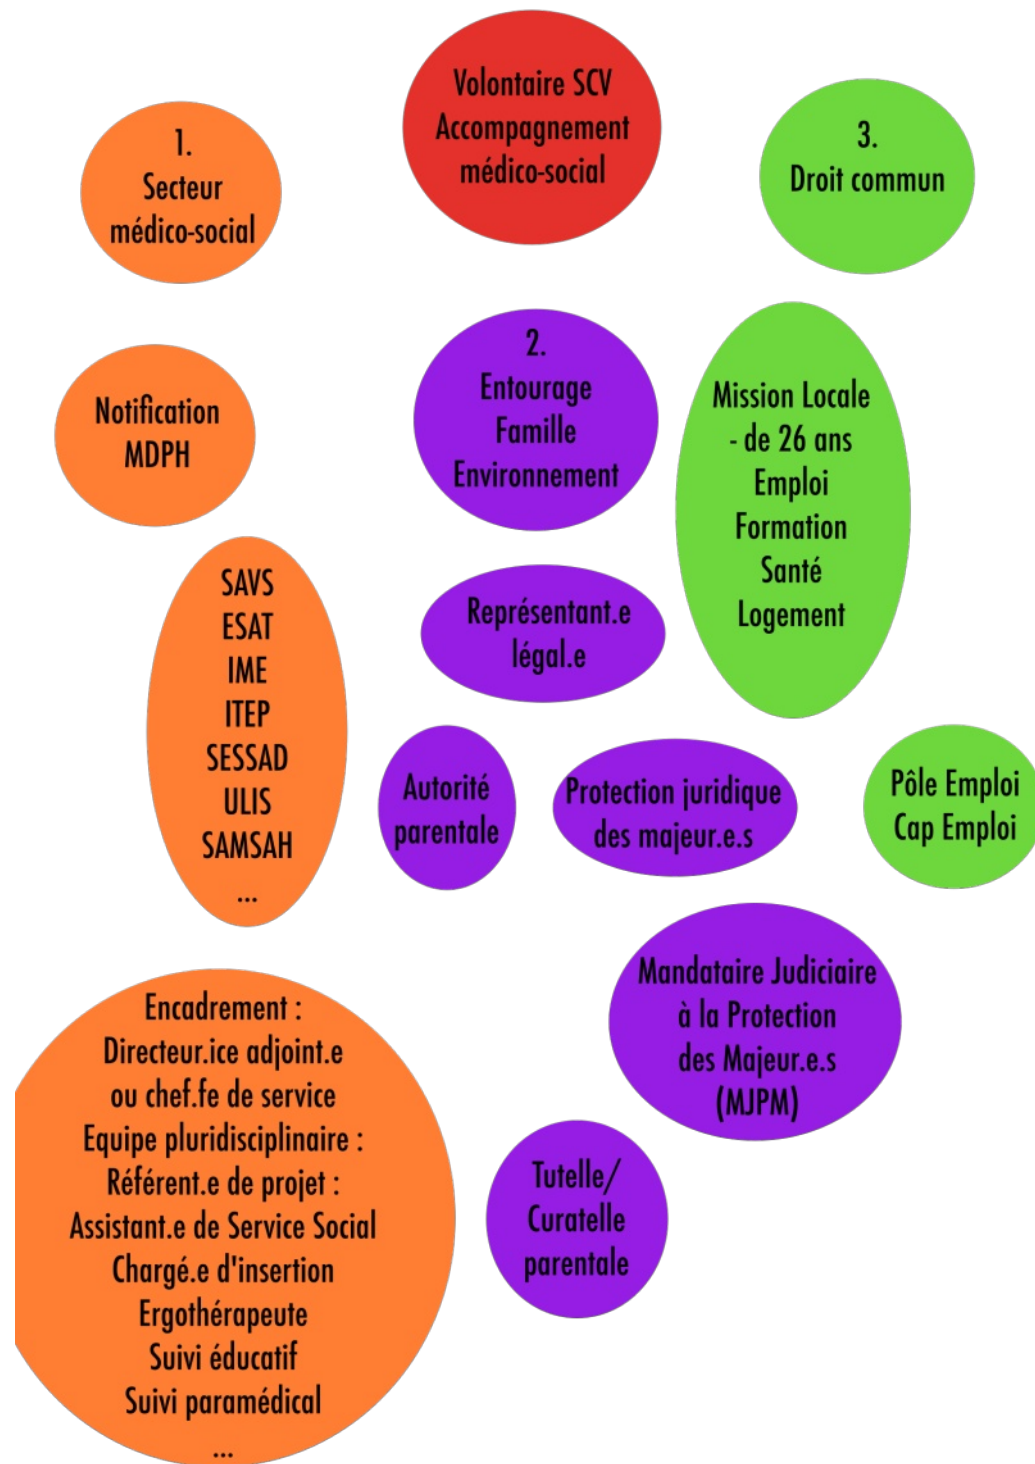 Volontaire SCV
Accompagnement
médico-social
1.
Secteur
médico-social
Notification
MDPH
SAVS
ESAT
IME
ITEP
SESSAD
ULIS
SAMSAH
...
Encadrement :
Directeur.ice adjoint.e
ou chef.fe de service
Equipe pluridisciplinaire :
Référent.e de projet :
Assistant.e de Service Social
Chargé.e d'insertion
Ergothérapeute
Suivi éducatif
Suivi paramédical
...
2.
Entourage
Famille
Environnement
Représentant.e
légal.e
Autorité
parentale
Protection juridique
des majeur.e.s
Mandataire Judiciaire
à la Protection
des Majeur.e.s
(MJPM)
Tutelle/
Curatelle
parentale
3.
Droit commun
Mission Locale
- de 26 ans
Emploi
Formation
Santé
Logement
Pôle Emploi
Cap Emploi